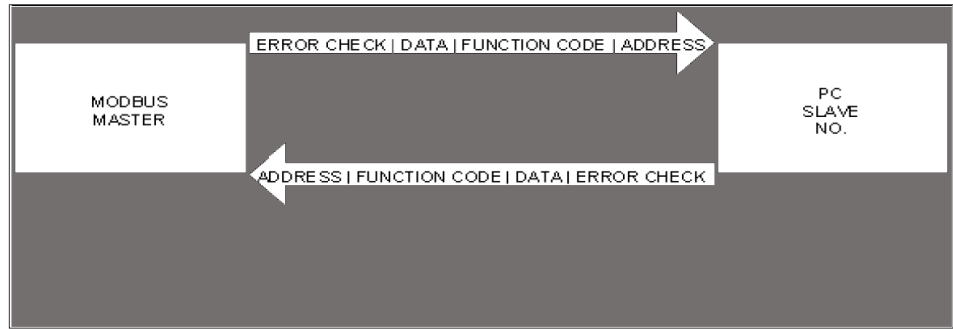 ERROR CHECK | DATA | FUNCTION CODE | ADDRESS
MODBUS
MASTER
PC
SLAVE
NO.
ADDRESS | FUNCTION CODE | DATA | ERROR CHECK